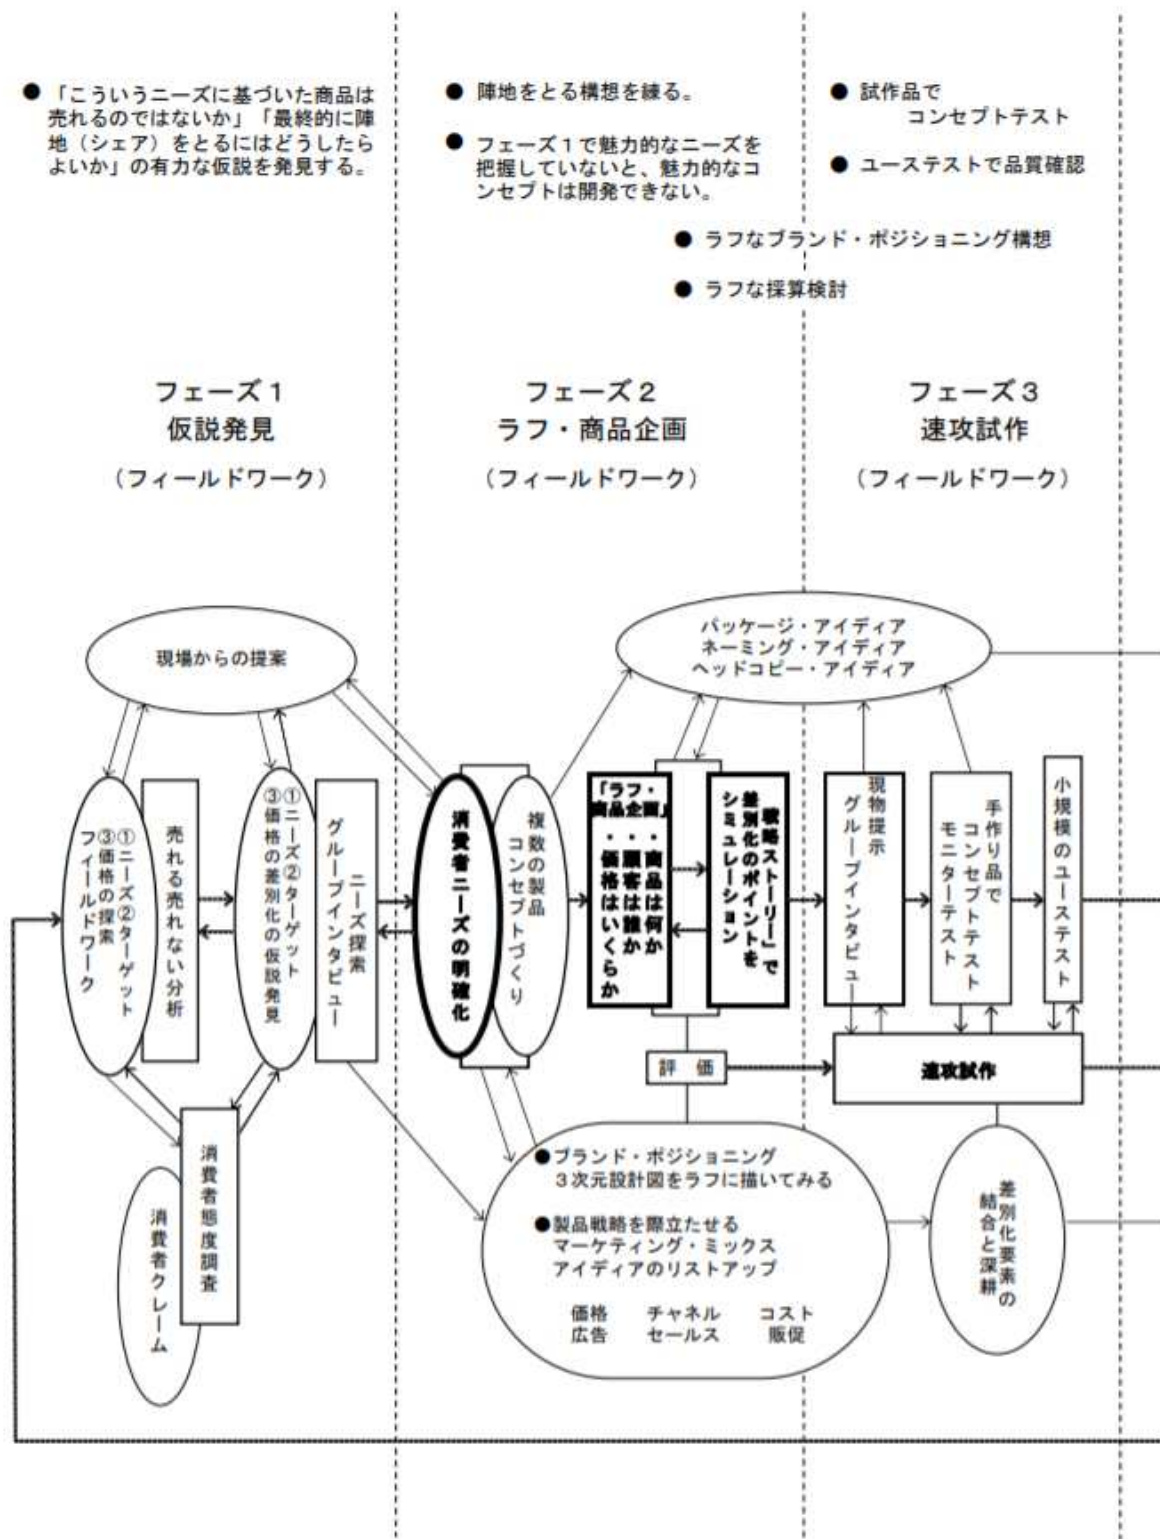 ● 「こういうニーズに基づいた商品は
売れるのではないか」「最終的に陣
地（シェア）をとるにはどうしたら
よいか」の有力な仮説を発見する。
● 陣地をとる構想を練る。
● フェーズ１で魅力的なニーズを
把握していないと、魅力的なコ
ンセプトは開発できない。
● 試作品で
コンセプトテスト
● ユーステストで品質確認
● ラフなブランド・ポジショニング構想
● ラフな採算検討
フェーズ１
仮説発見
（フィールドワーク）
フェーズ２
ラフ・商品企画
（フィールドワーク）
フェーズ３
速攻試作
（フィールドワーク）
現場からの提案
パッケージ・アイディア
ネーミング・アイディア
ヘッドコピー・アイディア
①ニーズ②ターゲット
③価格の探索
フィールドワーク
売れる売れない分析
①ニーズ②ターゲット
③価格の差別化の仮説発見
ニーズ探索
グループインタビュー
消費者ニーズの明確化
複数の製品
コンセプトづくり
「ラフ・
商品企画」
・商品は何か
・顧客は誰か
・価格はいくらか
戦略ストーリー」で
差別化のポイントを
シミュレーション
現物提示
グループインタビュー
手作り品で
コンセプトテスト
モニターテスト
小規模のユーステスト
評　価
速攻試作
消費者態度調査
消費者クレーム
●ブランド・ポジショニング
３次元設計図をラフに描いてみる
●製品戦略を際立たせる
マーケティング・ミックス
アイディアのリストアップ
価格　チャネル　コスト
広告　セールス　販促
差別化要素の
結合と深耕